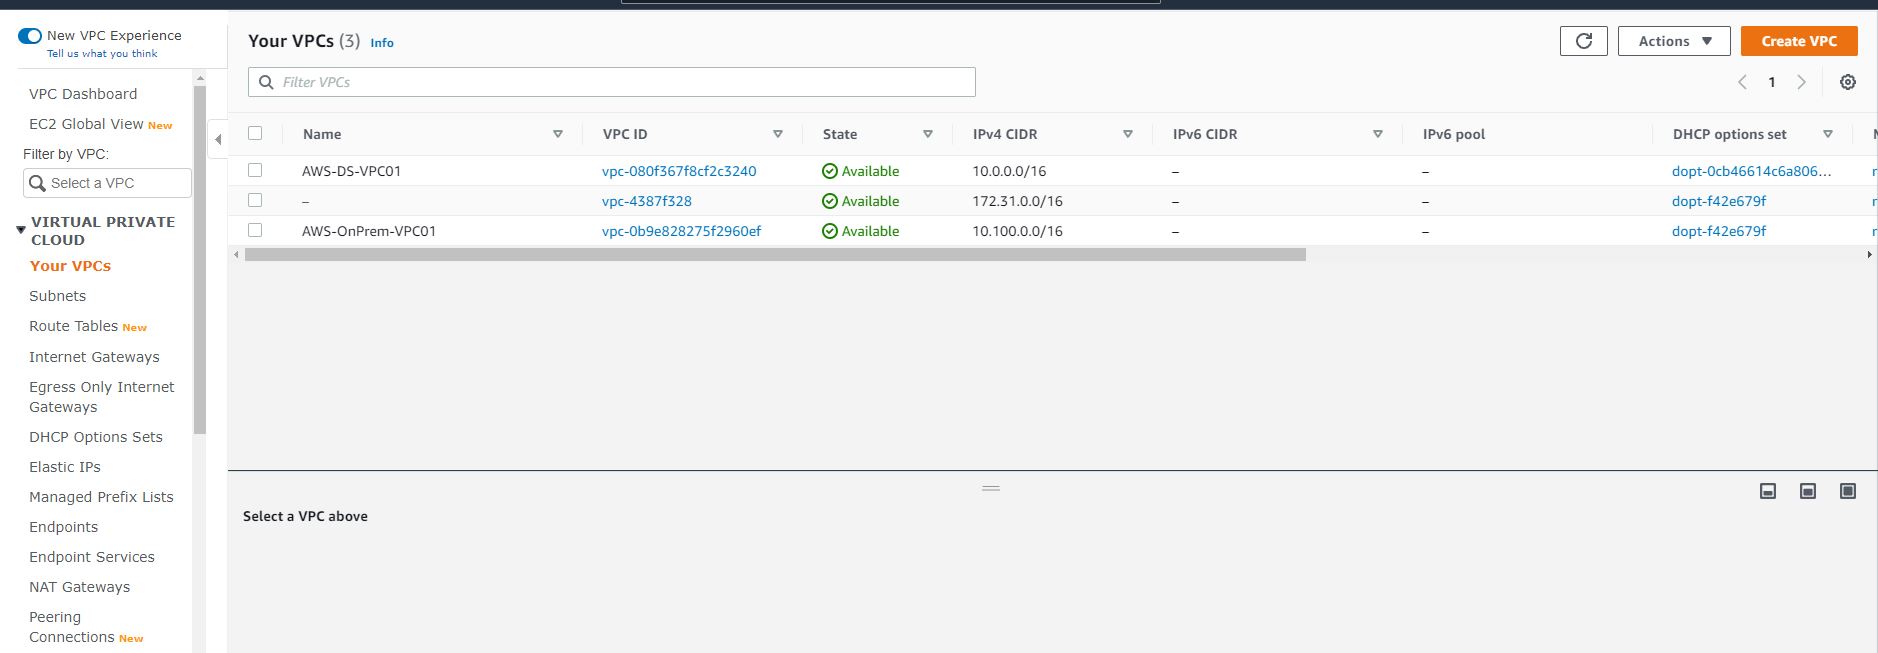 New VPC Experience
Tell us what you think
VPC Dashboard
EC2 Global View New
Filter by VPC:
Select a VPC
VIRTUAL PRIVATE
CLOUD
Your VPCs
Subnets
Route Tables New
Internet Gateways
Egress Only Internet
Gateways
DHCP Options Sets
Elastic IPs
Managed Prefix Lists
Endpoints
Endpoint Services
NAT Gateways
Peering
Connections New
Your VPCs (3) Info
Actions
Create VPC
Filter VPCs
1
Name VPC ID State IPv4 CIDR IPv6 CIDR IPv6 pool DHCP options set
AWS-DS-VPC01 vpc-080f367f8cf2c3240 Available 10.0.0.0/16 – – dopt-0cb46614c6a806...
– vpc-4387f328 Available 172.31.0.0/16 – – dopt-f42e679f
AWS-OnPrem-VPC01 vpc-0b9e828275f2960ef Available 10.100.0.0/16 – – dopt-f42e679f
Select a VPC above